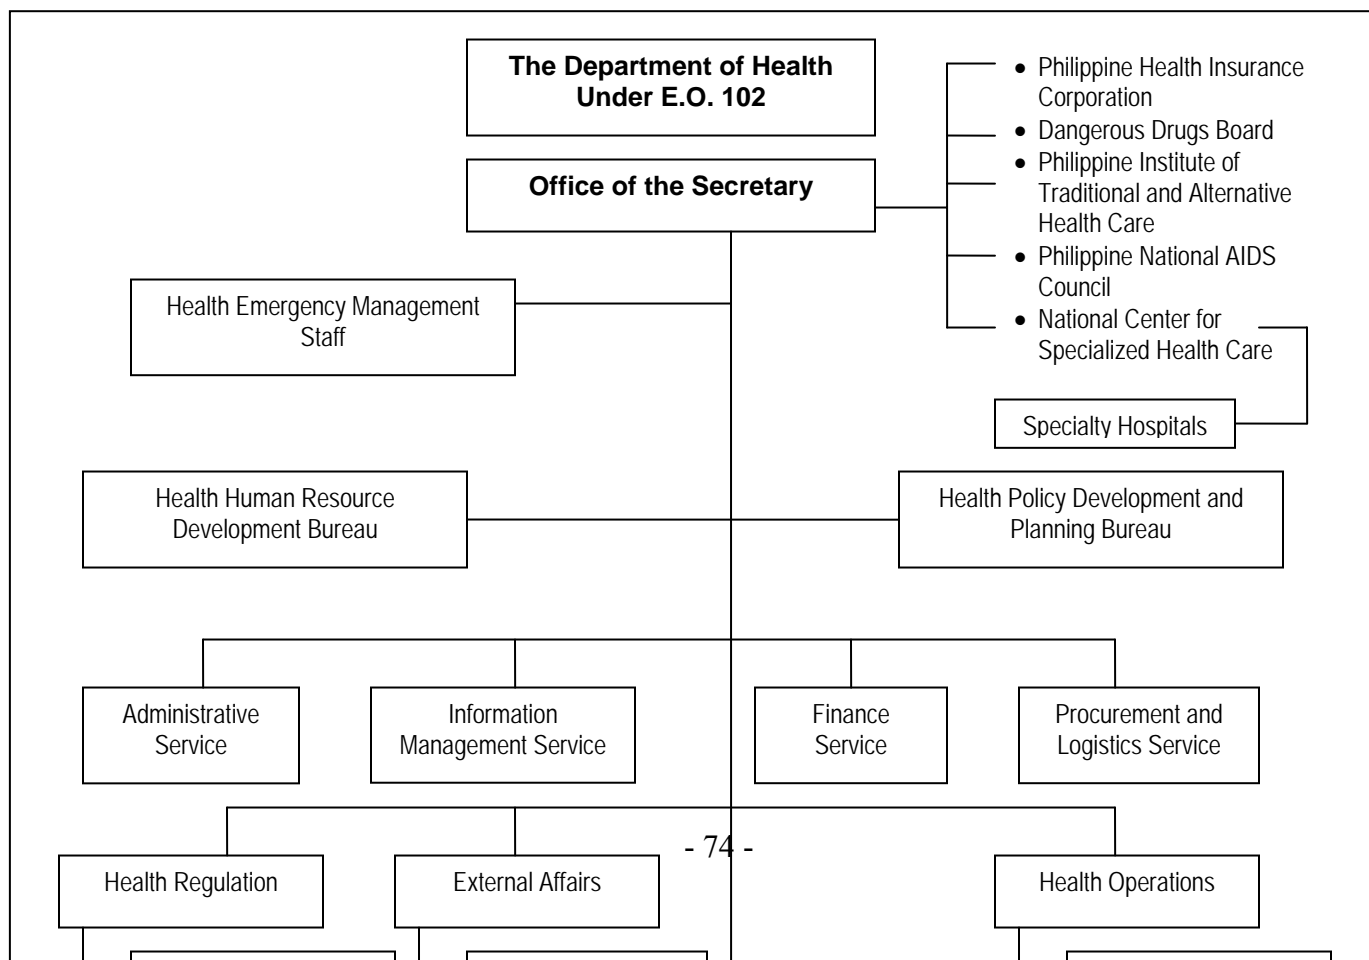 The Department of Health
Under E.O. 102
Office of the Secretary
• Philippine Health Insurance
Corporation
• Dangerous Drugs Board
• Philippine Institute of
Traditional and Alternative
Health Care
• Philippine National AIDS
Council
• National Center for
Specialized Health Care
Health Emergency Management
Staff
Specialty Hospitals
Health Human Resource
Development Bureau
Health Policy Development and
Planning Bureau
Administrative
Service
Information
Management Service
Finance
Service
Procurement and
Logistics Service
- 74 -
Health Regulation
External Affairs
Health Operations